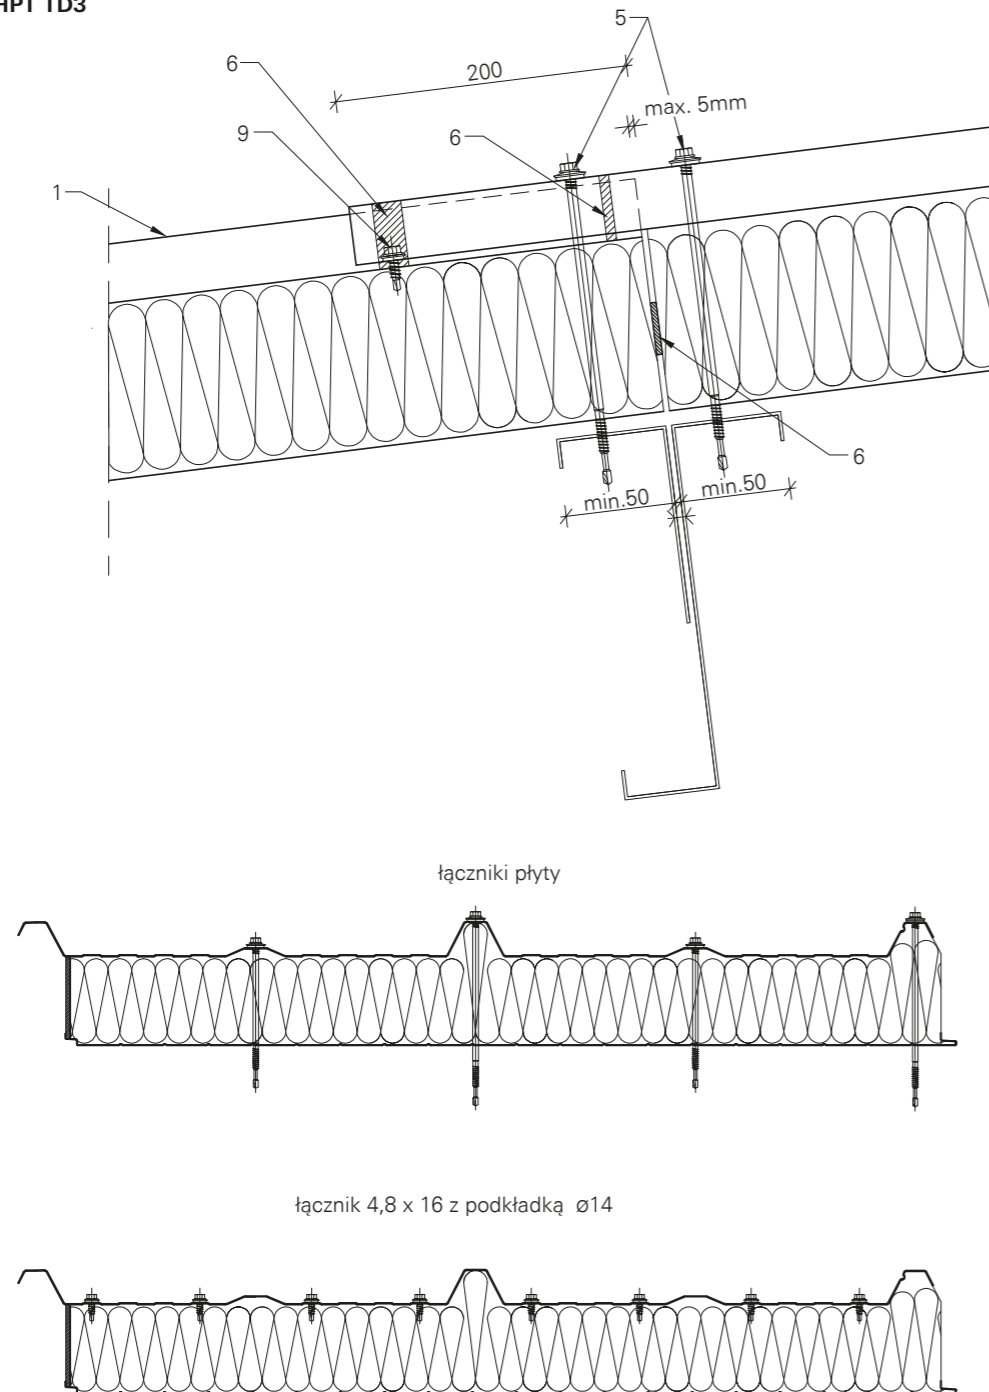 HPT TD3
5
6
200
max. 5mm
9
6
1
6
min.50
min.50
łączniki płyty
łącznik 4,8 x 16 z podkładką ø14